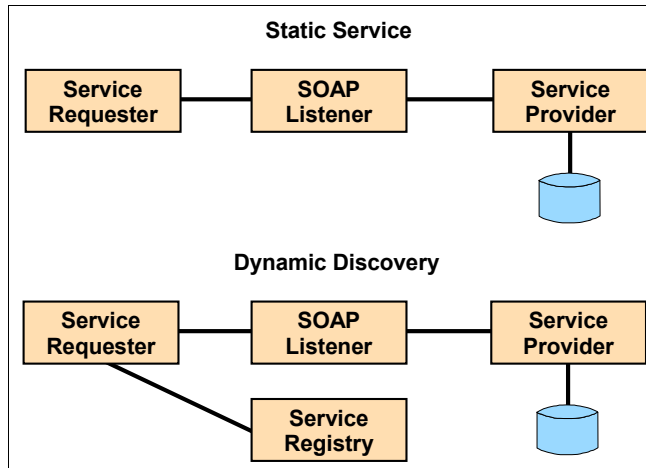 Static Service
Service
Requester
SOAP
Listener
Service
Provider
Dynamic Discovery
Service
Requester
SOAP
Listener
Service
Provider
Service
Registry